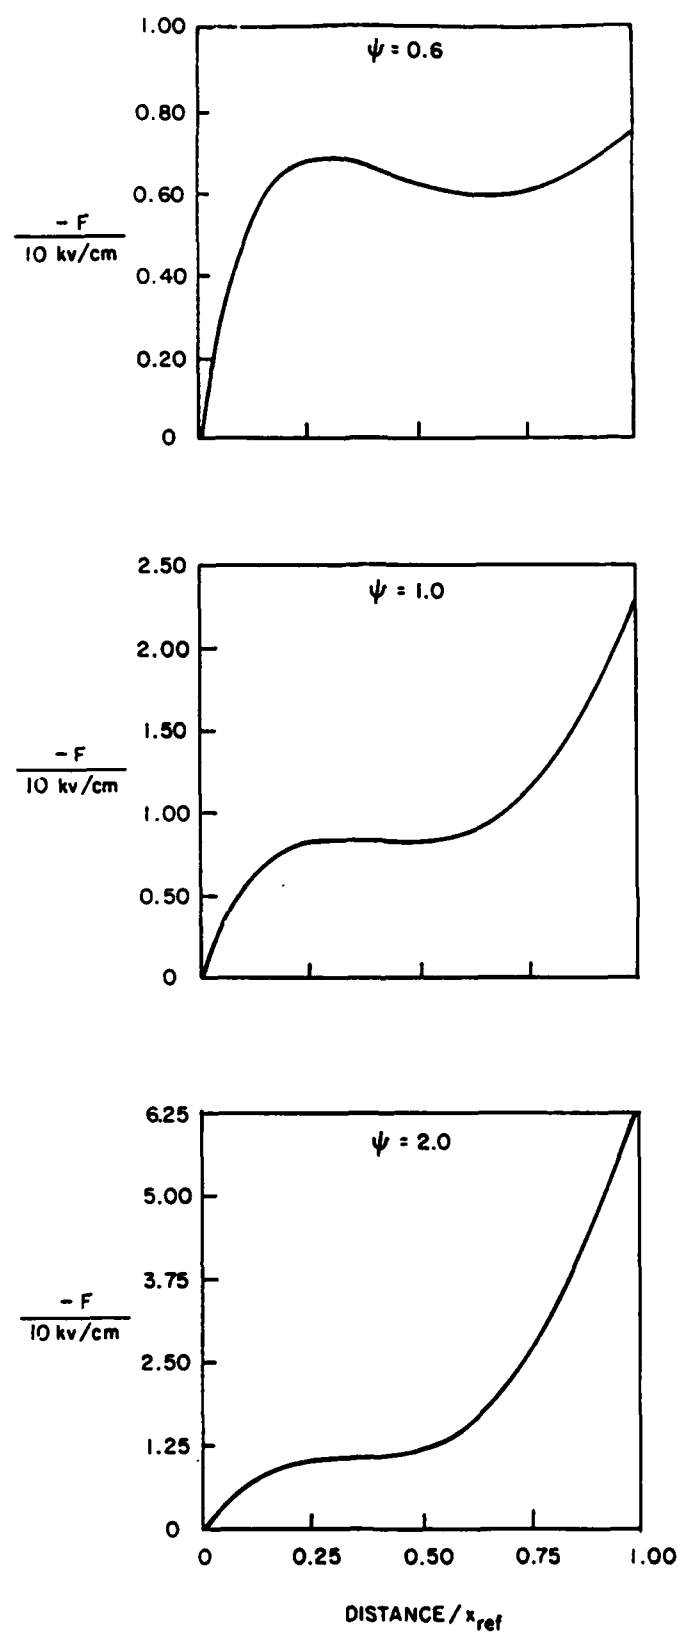 1.00
ψ = 0.6
0.80
0.60
- F
10 kv/cm
0.40
0.20
0
2.50
ψ = 1.0
2.00
1.50
- F
10 kv/cm
1.00
0.50
0
6.25
ψ = 2.0
5.00
3.75
- F
10 kv/cm
2.50
1.25
0
0 0.25 0.50 0.75 1.00
DISTANCE / xref